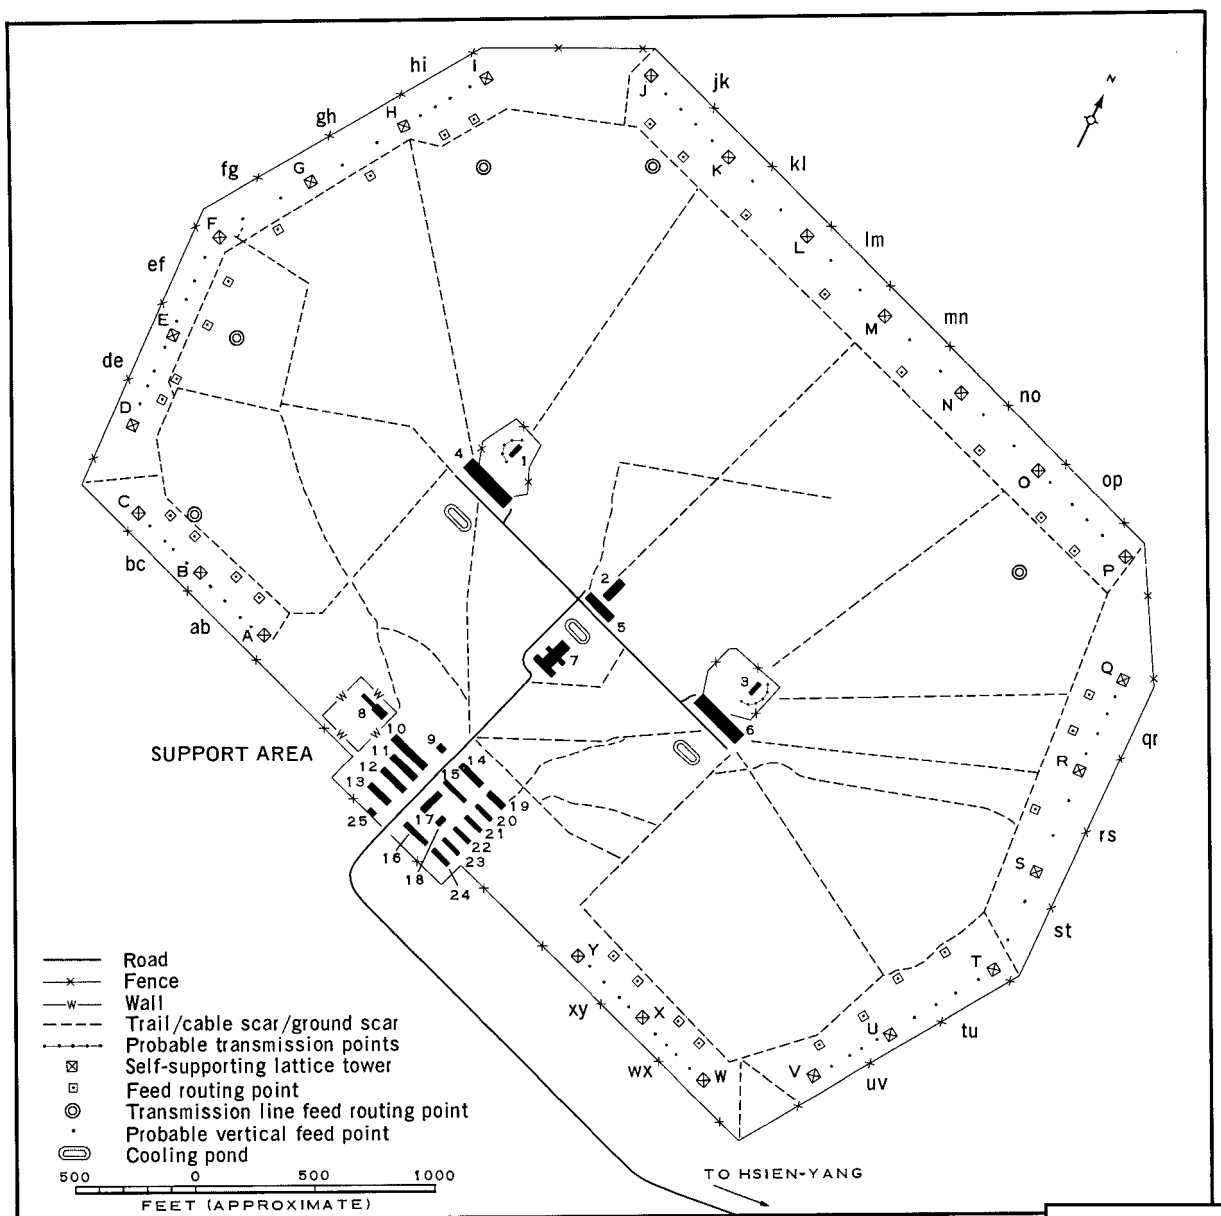 hi
i
jk
J
N
H
gh
K
kl
G
fg
L
lm
F
ef
M
mn
E
de
N
no
D
4
1
O
op
C
P
bc
B
2
5
ab
A
7
Q
3
8
6
qr
10
9
SUPPORT AREA
11
12
14
R
13
15
19
25
17
20
rs
21
16
22
18
23
S
24
st
Y
T
Road
Fence
W Wall
xy
X
U
tu
Trail/cable scar/ground scar
Probable transmission points
Self-supporting lattice tower
wx
W
V
uv
Feed routing point
Transmission line feed routing point
Probable vertical feed point
Cooling pond
500 0 500 1000
FEET (APPROXIMATE)
TO HSIEN-YANG
W
W
W
W